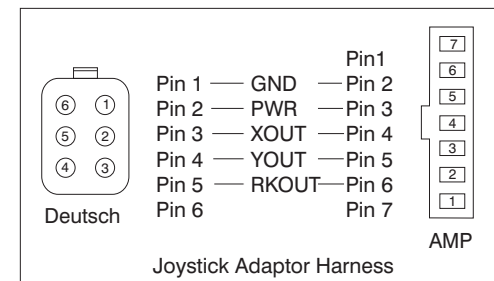 Pin1
Pin 1 — GND — Pin 2
Pin 2 — PWR — Pin 3
Pin 3 — XOUT — Pin 4
Pin 4 — YOUT — Pin 5
Pin 5 — RKOUT — Pin 6
Pin 6 Pin 7
6 1
5 2
4 3
Deutsch
7
6
5
4
3
2
1
AMP
Joystick Adaptor Harness